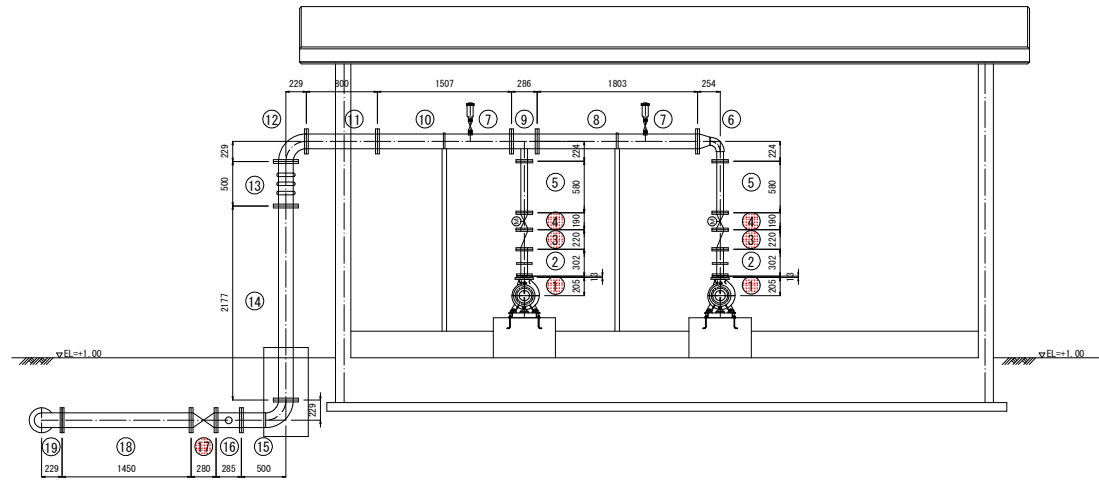 229 800 1507 286 1803 254
⑫ ⑪ ⑩ ⑦ ⑨ ⑧ ⑦ ⑥
229 224 224
500 ⑬ ⑤ 580 ⑤ 580
Ⓢ ④ 190 Ⓢ ④ 190
③ 220 ③ 220
② 302 ② 302
13 13
① 205 ① 205
2177 ⑭
▽EL=+1.00 ▽EL=+1.00
229
⑲ ⑱ ⑰ ⑯ ⑮
229 1450 280 285 500